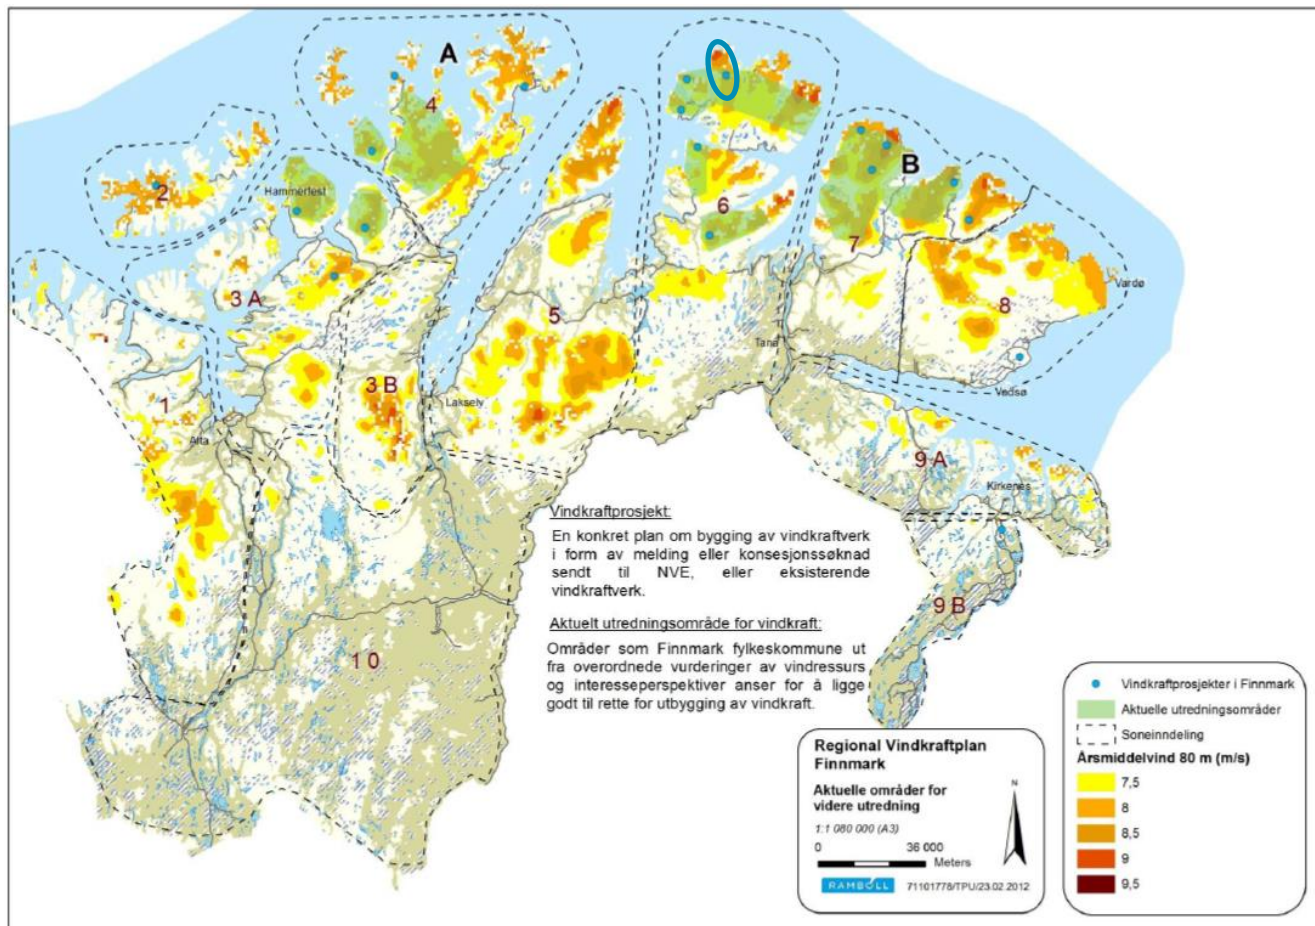 A
4
2
Hammerfest
B
6
7
3 A
5
8
Vardø
Tana
3 B
Vadsø
Lakselv
1
Alta
9 A
Kirkenes
Vindkraftprosjekt:
En konkret plan om bygging av vindkraftverk
i form av melding eller konsesjonssøknad
sendt til NVE, eller eksisterende
vindkraftverk.
9 B
Aktuelt utredningsområde for vindkraft:
Områder som Finnmark fylkeskommune ut
fra overordnede vurderinger av vindressurs
og interesseperspektiver anser for å ligge
godt til rette for utbygging av vindkraft.
10
Regional Vindkraftplan
Finnmark
Aktuelle områder for
videre utredning
1:1 080 000 (A3)
0 36 000
Meters
N
RAMBOLL 71101778/TPU/23.02.2012
Vindkraftprosjekter i Finnmark
Aktuelle utredningsområder
Soneinndeling
Årsmiddelvind 80 m (m/s)
7,5
8
8,5
9
9,5